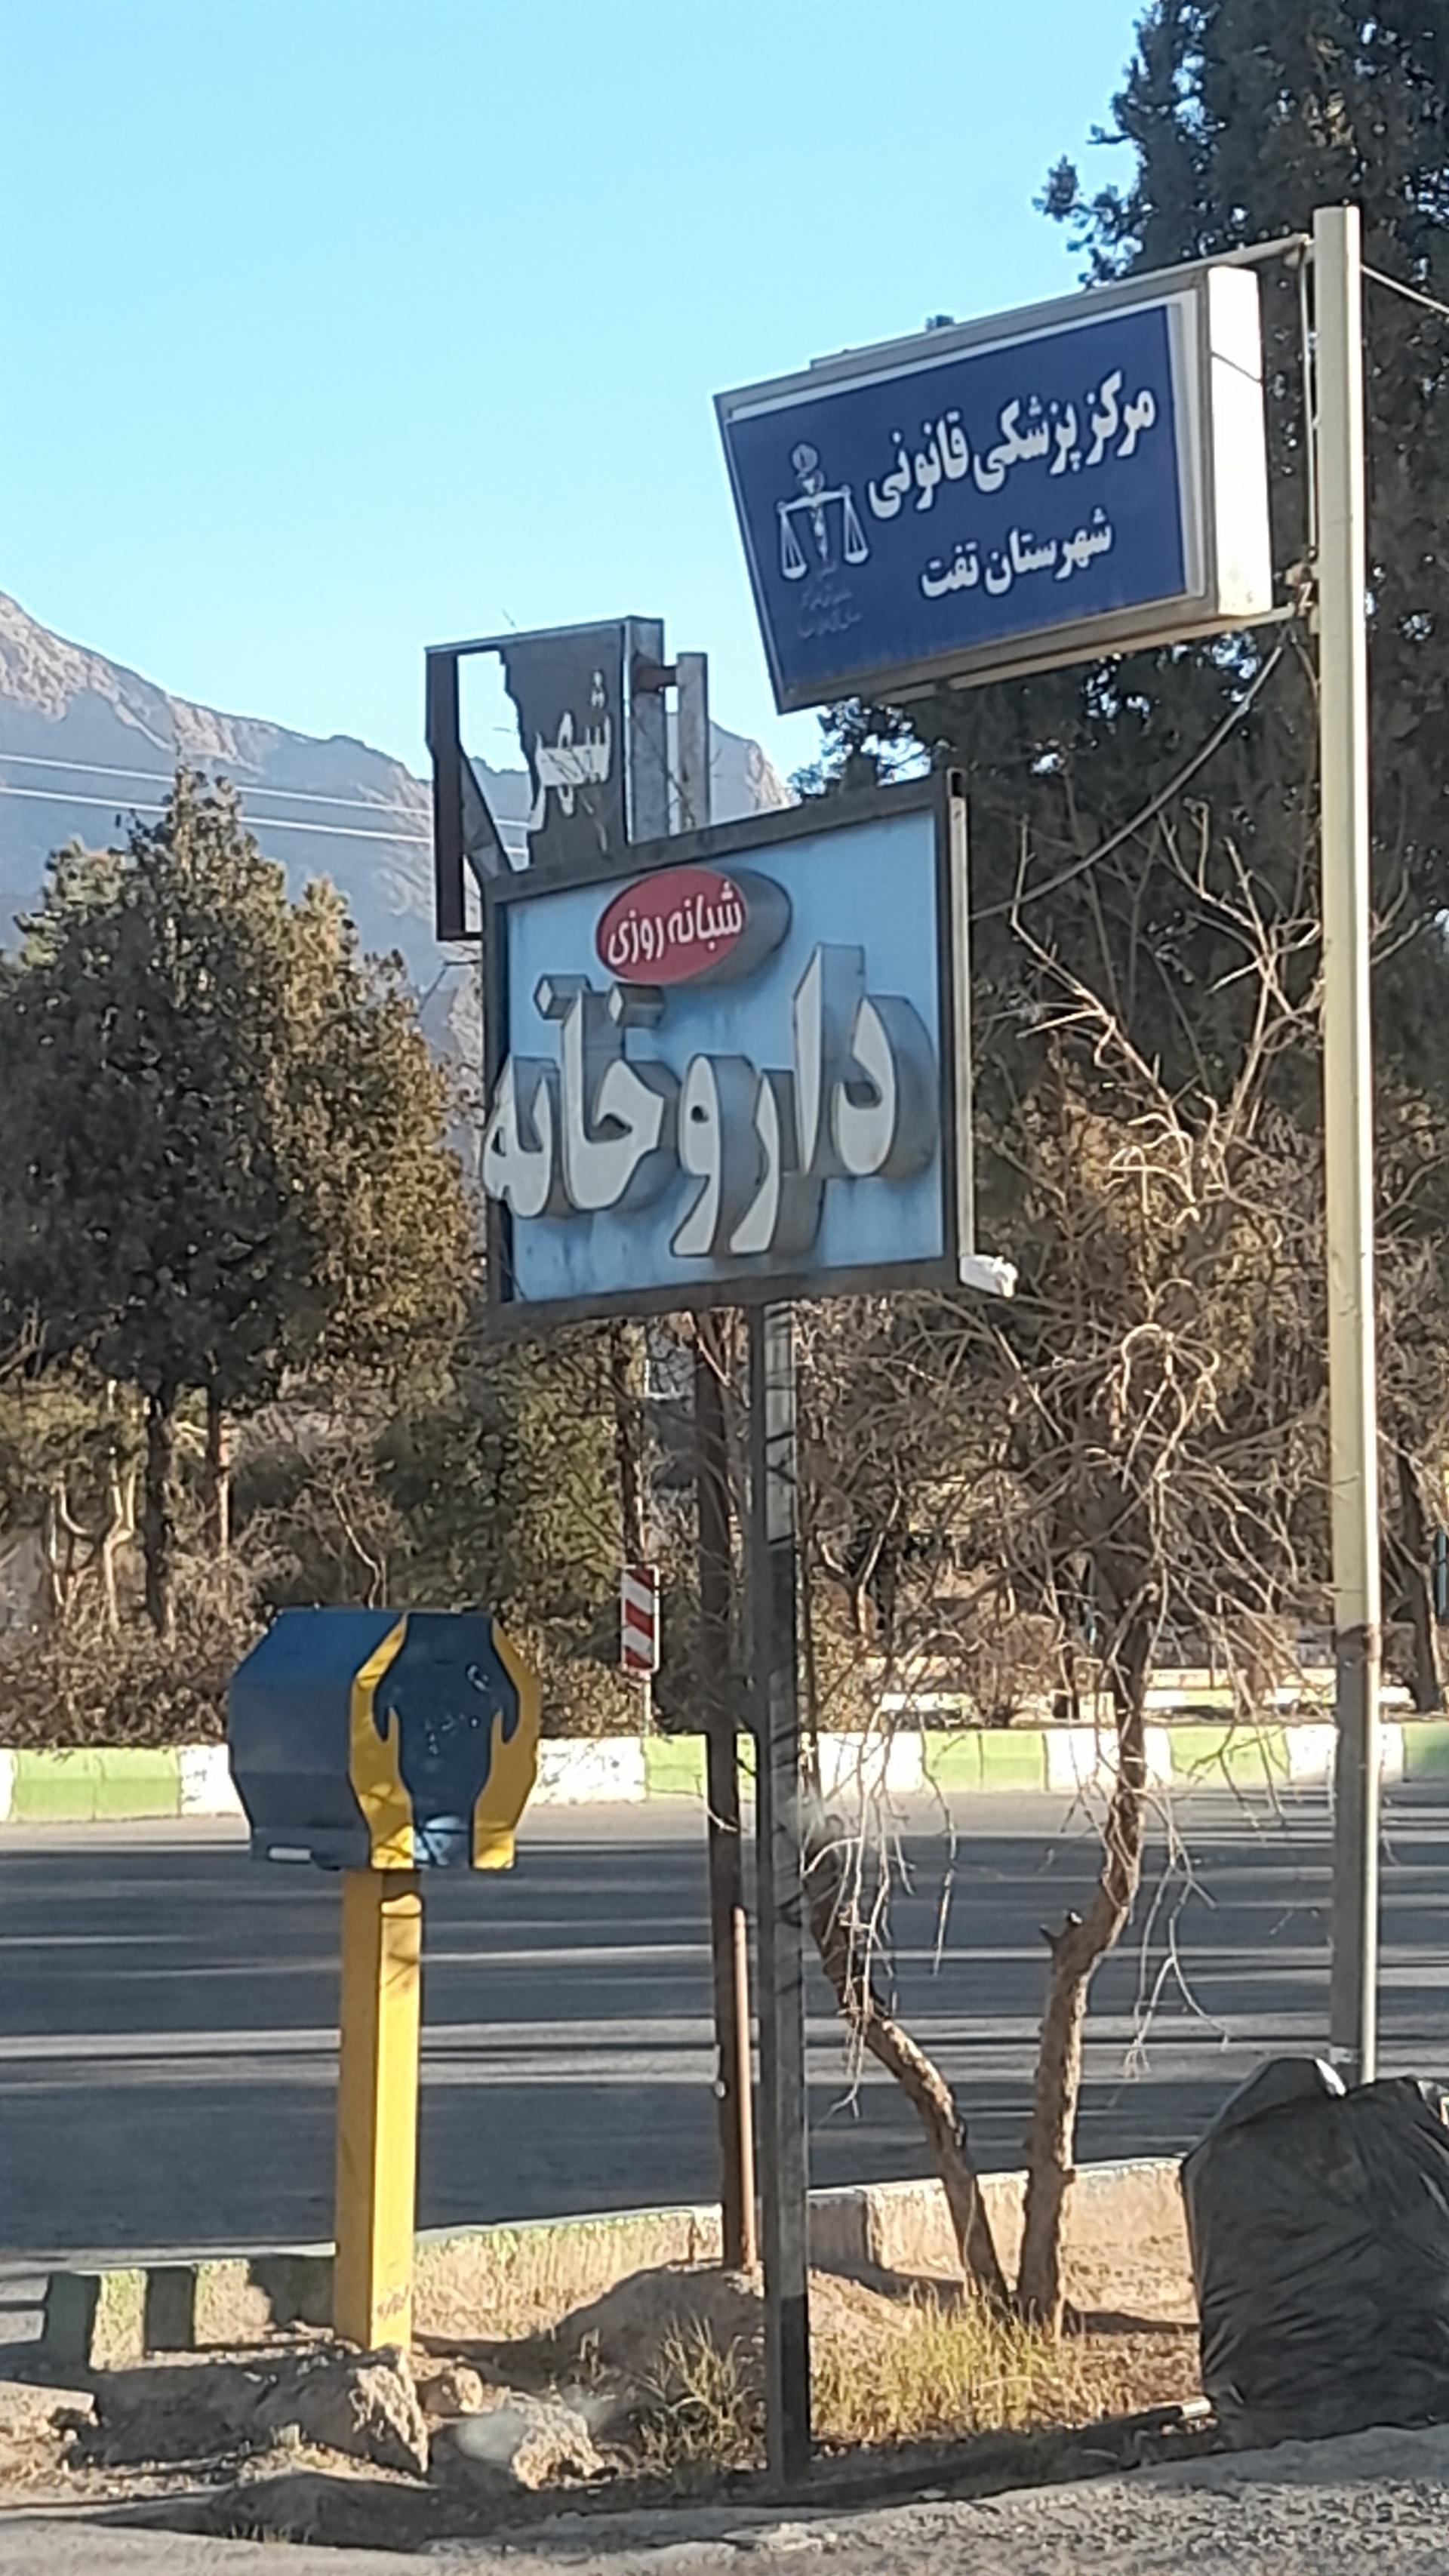 مرکز پزشکی قانونی
شهرستان تفت
شهر
شبانه روزی
داروخانه